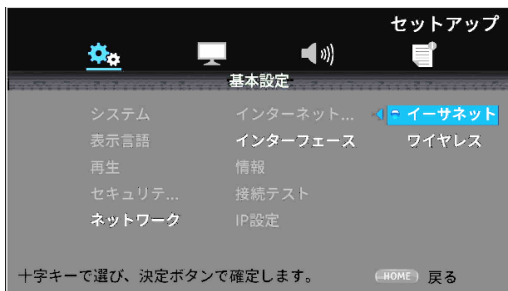 セットアップ
基本設定
システム インターネット... イーサネット
表示言語 インターフェース ワイヤレス
再生 情報
セキュリテ... 接続テスト
ネットワーク IP設定
十字キーで選び、決定ボタンで確定します。 HOME 戻る